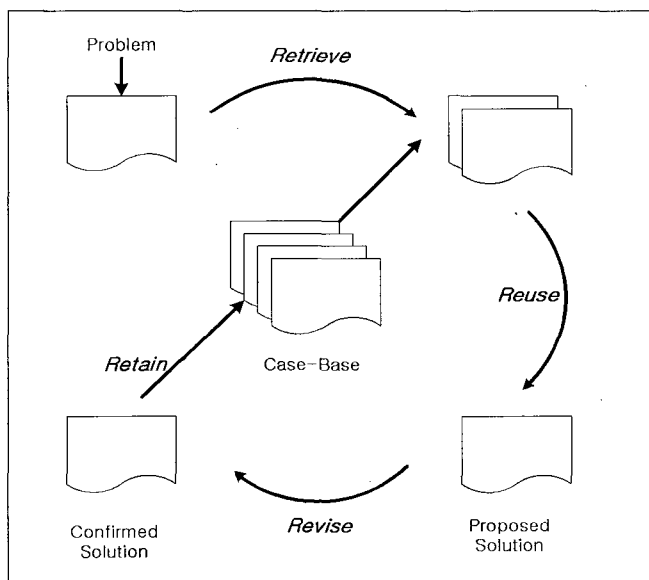 Problem
Retrieve
Reuse
Case-Base
Retain
Revise
Confirmed
Solution
Proposed
Solution